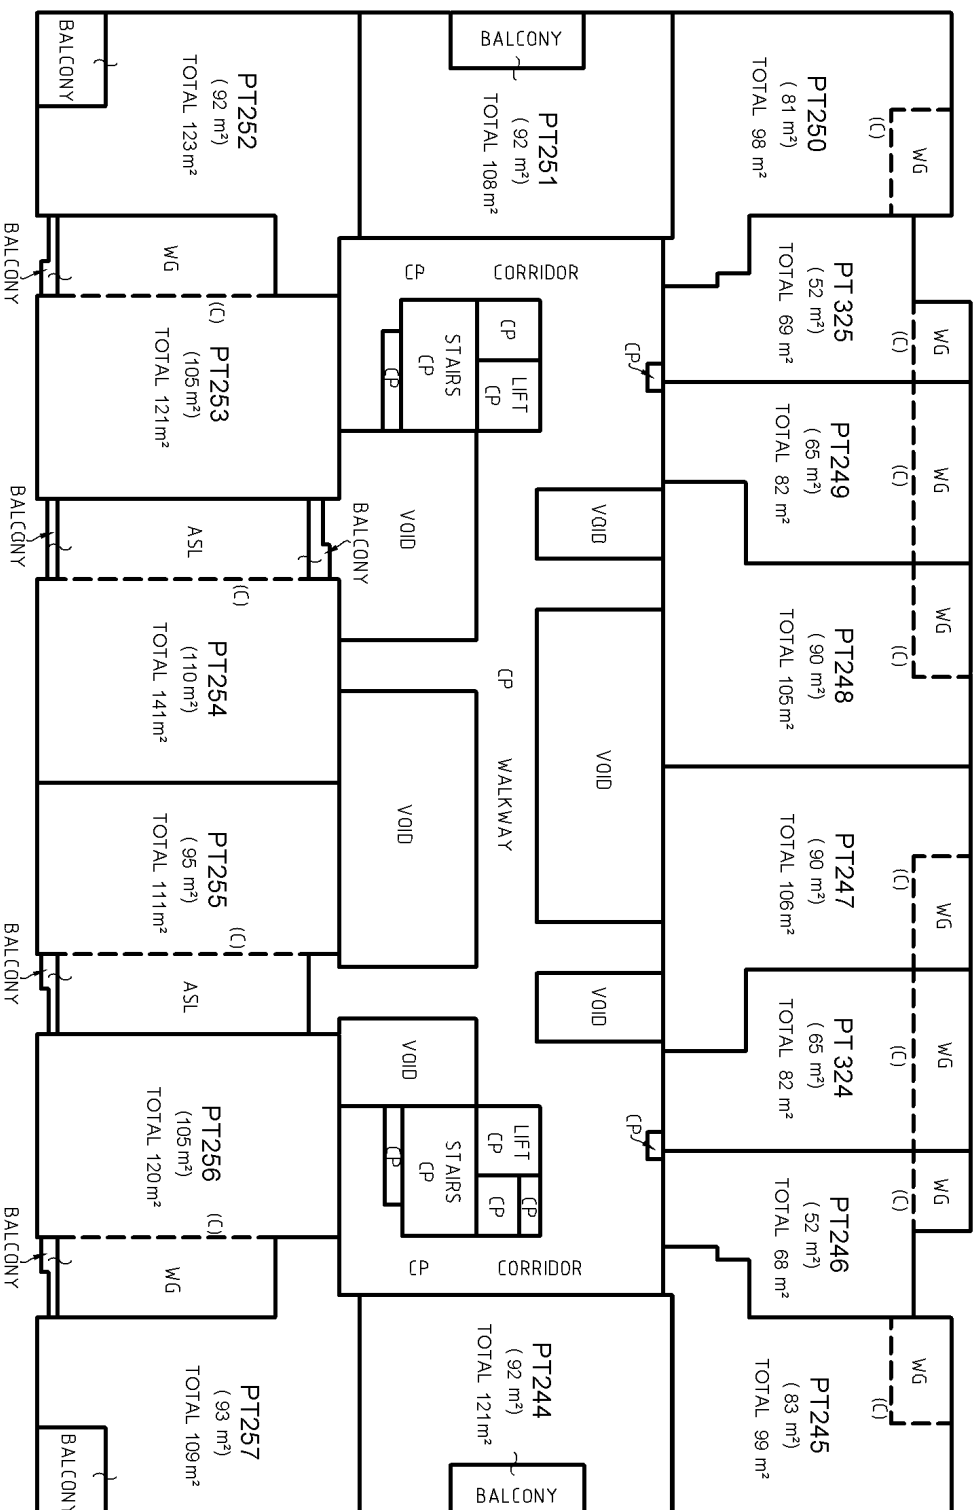 BALCONY
PT252
( 92 m²)
TOTAL 123m²
BALCONY
PT251
( 92 m²)
TOTAL 108m²
PT250
( 81 m²)
TOTAL 98 m²
WG
(C)
BALCONY
WG
CP
CORRIDOR
PT 325
( 52 m²)
TOTAL 69 m²
WG
(C)
(C)
PT253
(105 m²)
TOTAL 121m²
CP
STAIRS
CP
CP
LIFT
CP
CP
PT249
( 65 m²)
TOTAL 82 m²
WG
(C)
BALCONY
ASL
BALCONY
VOID
VOID
(C)
PT254
(110 m²)
TOTAL 141m²
CP
WALKWAY
VOID
PT248
( 90 m²)
TOTAL 105m²
WG
(C)
PT255
( 95 m²)
TOTAL 111m²
(C)
VOID
PT247
( 90 m²)
TOTAL 106m²
WG
(C)
BALCONY
ASL
VOID
VOID
PT 324
( 65 m²)
TOTAL 82 m²
WG
(C)
PT256
(105 m²)
TOTAL 120m²
(C)
CP
STAIRS
CP
LIFT
CP
CP
CP
CP
PT246
( 52 m²)
TOTAL 68 m²
WG
(C)
BALCONY
WG
CP
CORRIDOR
PT257
( 93 m²)
TOTAL 109m²
BALCONY
PT244
( 92 m²)
TOTAL 121m²
BALCONY
PT245
( 83 m²)
TOTAL 99 m²
WG
(C)